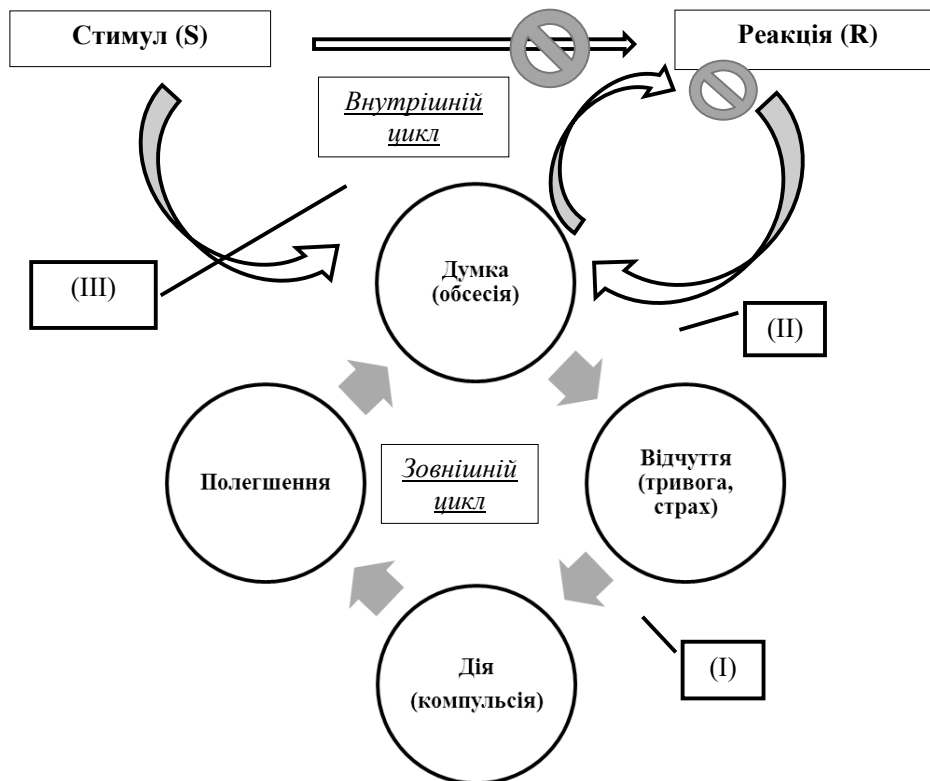 Стимул (S)
Реакція (R)
Внутрішній
цикл
(III)
Думка
(обсесія)
(II)
Полегшення
Зовнішній
цикл
Відчуття
(тривога,
страх)
(I)
Дія
(компульсія)